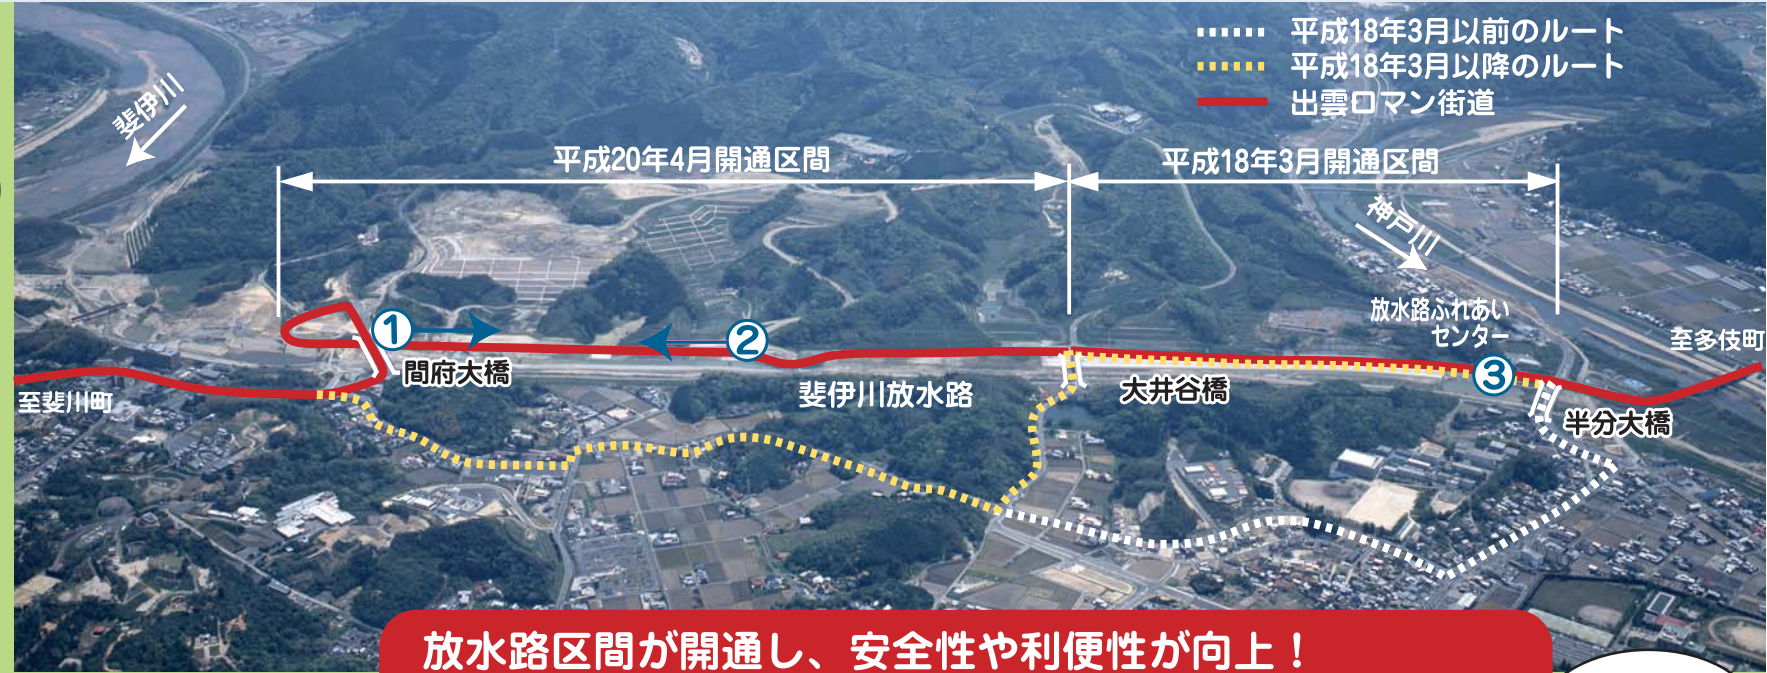 平成18年3月以前のルート
平成18年3月以降のルート
出雲ロマン街道
斐伊川
平成20年4月開通区間
平成18年3月開通区間
神戸川
放水路ふれあい
センター
至多伎町
①
②
③
間府大橋
斐伊川放水路
大井谷橋
半分大橋
至斐川町
放水路区間が開通し、安全性や利便性が向上！